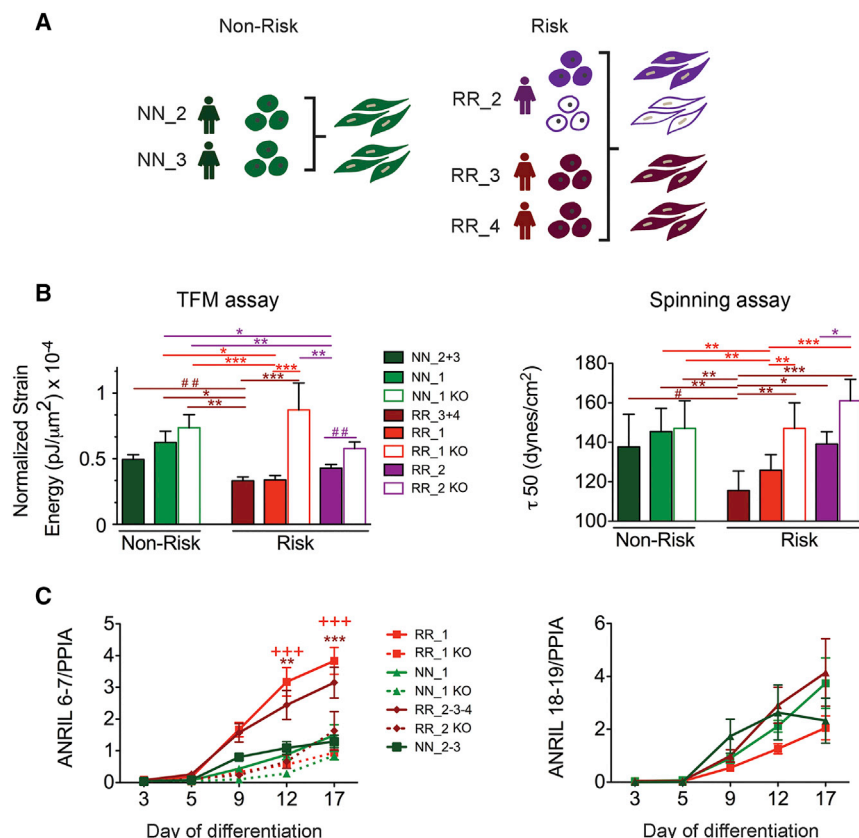 A
Non-Risk
Risk
NN_2
NN_3
RR_2
RR_3
RR_4
B
TFM assay
Normalized Strain
Energy (pJ/μm²) x 10⁻⁴
1
0.5
0
*
**
*
***
***
**
##
***
*
**
##
Non-Risk
Risk
NN_2+3
NN_1
NN_1 KO
RR_3+4
RR_1
RR_1 KO
RR_2
RR_2 KO
Spinning assay
τ 50 (dynes/cm²)
180
160
140
120
100
*
**
***
**
**
**
***
**
*
#
**
Non-Risk
Risk
C
ANRIL 6-7/PPIA
5
4
3
2
1
0
+++
**
+++
***
3 5 9 12 17
Day of differentiation
RR_1
RR_1 KO
NN_1
NN_1 KO
RR_2-3-4
RR_2 KO
NN_2-3
ANRIL 18-19/PPIA
6
4
2
0
3 5 9 12 17
Day of differentiation